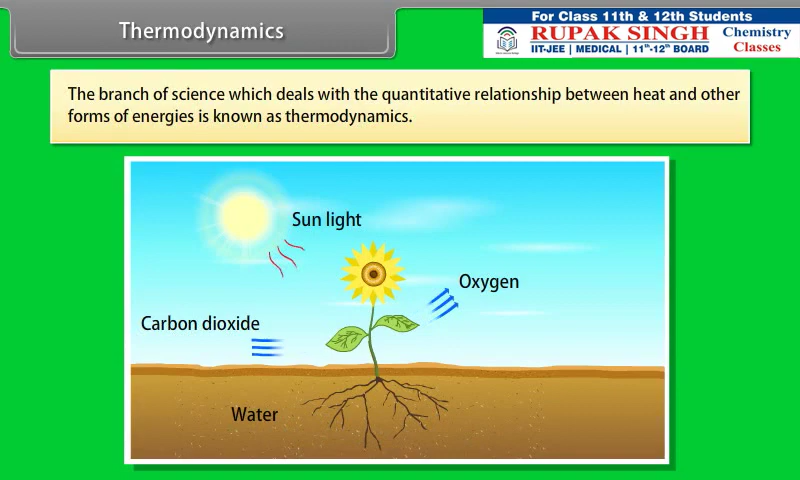 Thermodynamics
For Class 11th & 12th Students
RUPAK SINGH
IIT-JEE | MEDICAL | 11th-12th BOARD
Chemistry
Classes
The branch of science which deals with the quantitative relationship between heat and other
forms of energies is known as thermodynamics.
Sun light
Oxygen
Carbon dioxide
Water